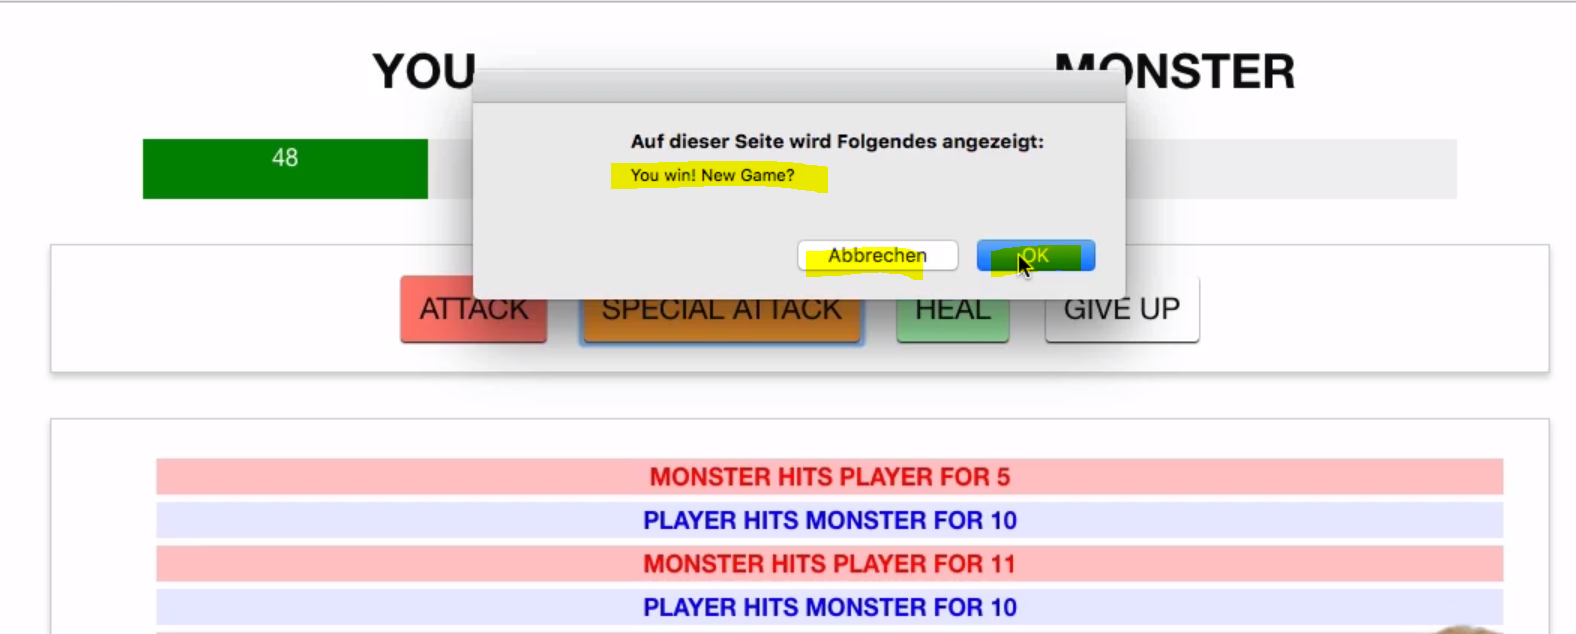 YOU
MONSTER
48
Auf dieser Seite wird Folgendes angezeigt:
You win! New Game?
Abbrechen
OK
ATTACK
SPECIAL ATTACK
HEAL
GIVE UP
MONSTER HITS PLAYER FOR 5
PLAYER HITS MONSTER FOR 10
MONSTER HITS PLAYER FOR 11
PLAYER HITS MONSTER FOR 10